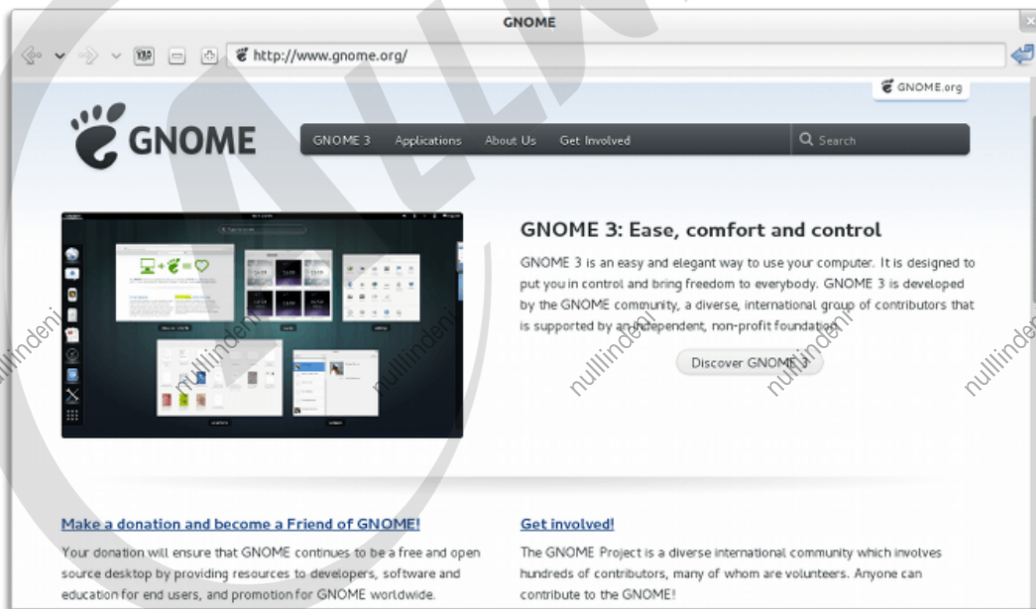 GNOME
http://www.gnome.org/
GNOME.org
GNOME
GNOME 3 Applications About Us Get Involved Search
GNOME 3: Ease, comfort and control
GNOME 3 is an easy and elegant way to use your computer. It is designed to
put you in control and bring freedom to everybody. GNOME 3 is developed
by the GNOME community, a diverse, international group of contributors that
is supported by an independent, non-profit foundation.
Discover GNOME 3
Make a donation and become a Friend of GNOME!
Your donation will ensure that GNOME continues to be a free and open
source desktop by providing resources to developers, software and
education for end users, and promotion for GNOME worldwide.
Get involved!
The GNOME Project is a diverse international community which involves
hundreds of contributors, many of whom are volunteers. Anyone can
contribute to the GNOME!
nulllindeni
nulllindeni
nulllindeni